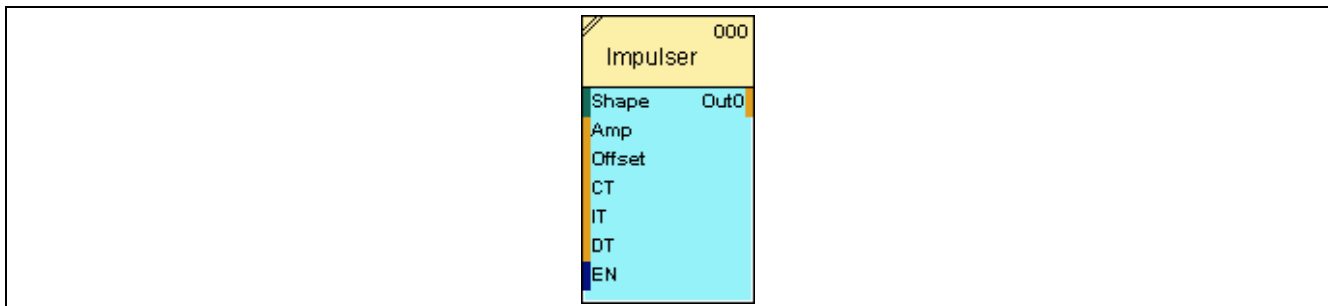 000
Impulser
Shape Out0
Amp
Offset
CT
IT
DT
EN